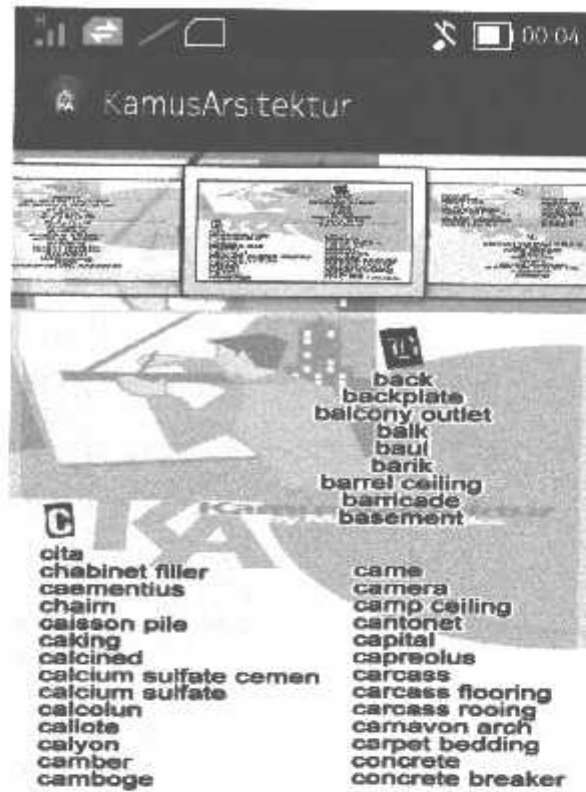 H
00:04
KamusArsitektur
back
backplate
balcony outlet
balk
baul
barik
barrel ceiling
barricade
basement
KA
C
cita
chabinet filler
caementius
chaim
caisson pile
caking
calcined
calcium sulfate cemen
calcium sulfate
calcolun
callote
calyon
camber
camboge
came
camera
camp ceiling
cantonet
capital
capreolus
carcass
carcass flooring
carcass rooing
carnavon arch
carpet bedding
concrete
concrete breaker